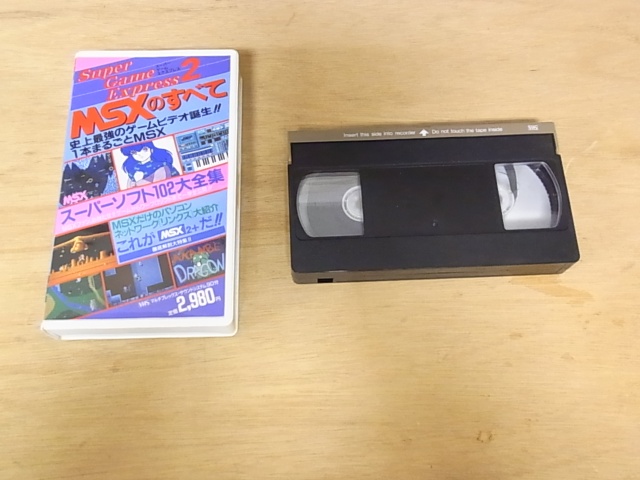 Super
Game
Express 2
MSXのすべて
史上最強のゲームビデオ誕生!!
1本まるごとMSX
MSX
スーパーソフト102大全集
MSXだけのパソコン
ネットワーク・リンクス大紹介
これがMSX2+だ!!
DRAGON
定価2,980円
Insert this side into recorder Do not touch the tape inside